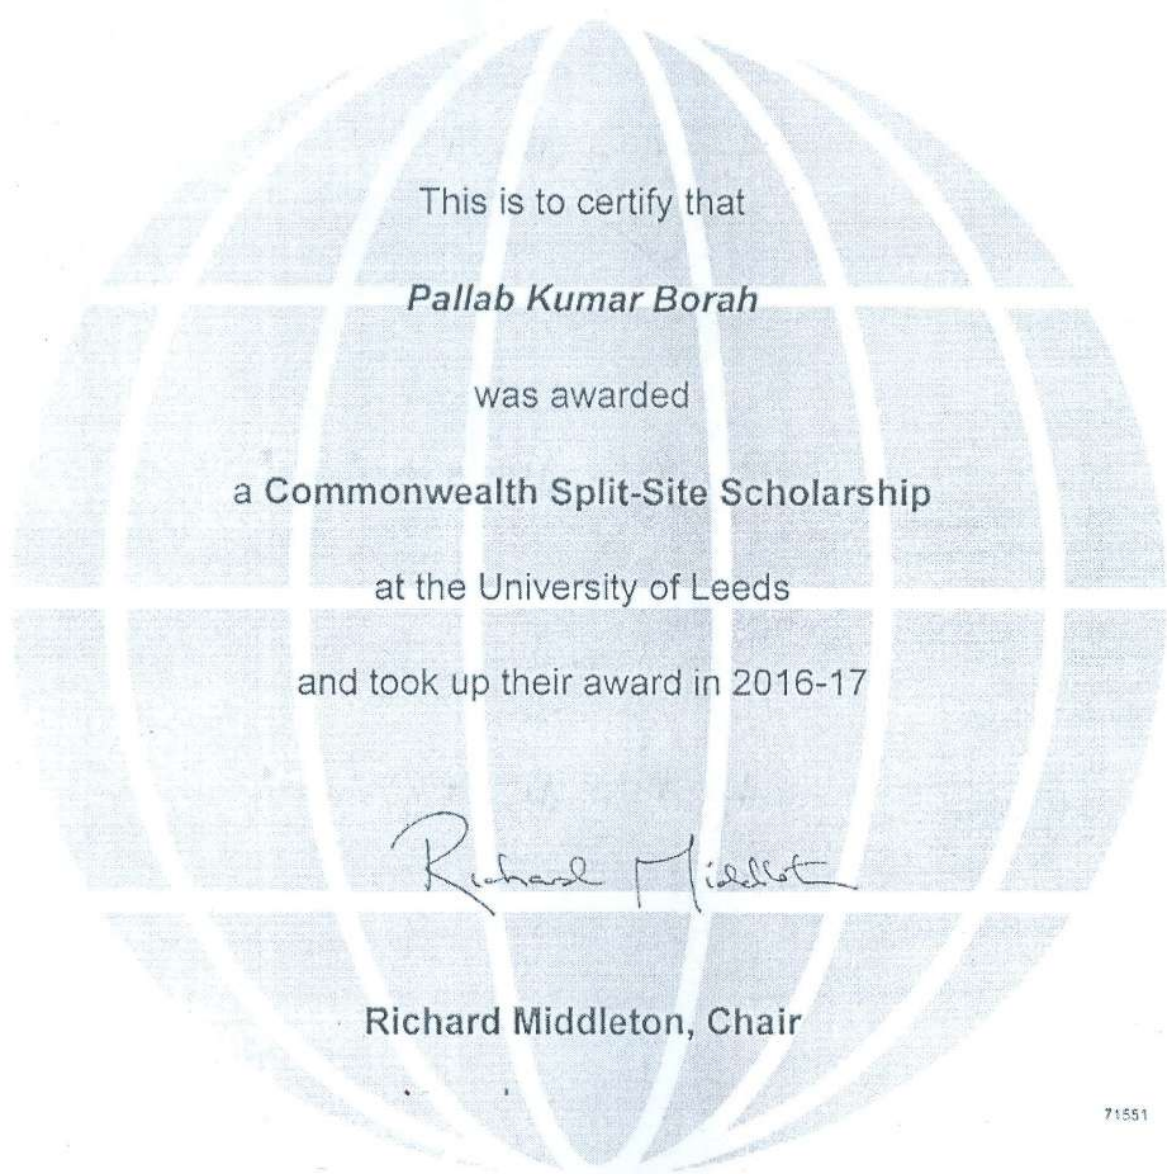 This is to certify that
Pallab Kumar Borah
was awarded
a Commonwealth Split-Site Scholarship
at the University of Leeds
and took up their award in 2016-17
Richard Middleton
Richard Middleton, Chair
71551